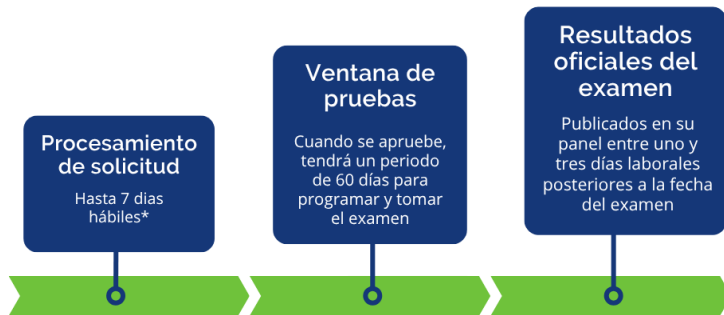 Procesamiento
de solicitud
Hasta 7 dias
hábiles*
Ventana de
pruebas
Cuando se apruebe,
tendrá un periodo
de 60 días para
programar y tomar
el examen
Resultados
oficiales del
examen
Publicados en su
panel entre uno y
tres días laborales
posteriores a la fecha
del examen